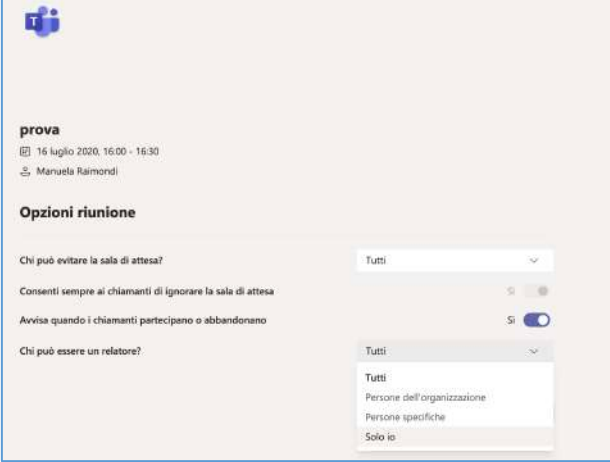 T
prova
16 luglio 2020, 16:00 - 16:30
Manuela Raimondi
Opzioni riunione
Chi può evitare la sala di attesa? Tutti
Consenti sempre ai chiamanti di ignorare la sala di attesa Sì
Avvisa quando i chiamanti partecipano o abbandonano Sì
Chi può essere un relatore? Tutti
Tutti
Persone dell'organizzazione
Persone specifiche
Solo io